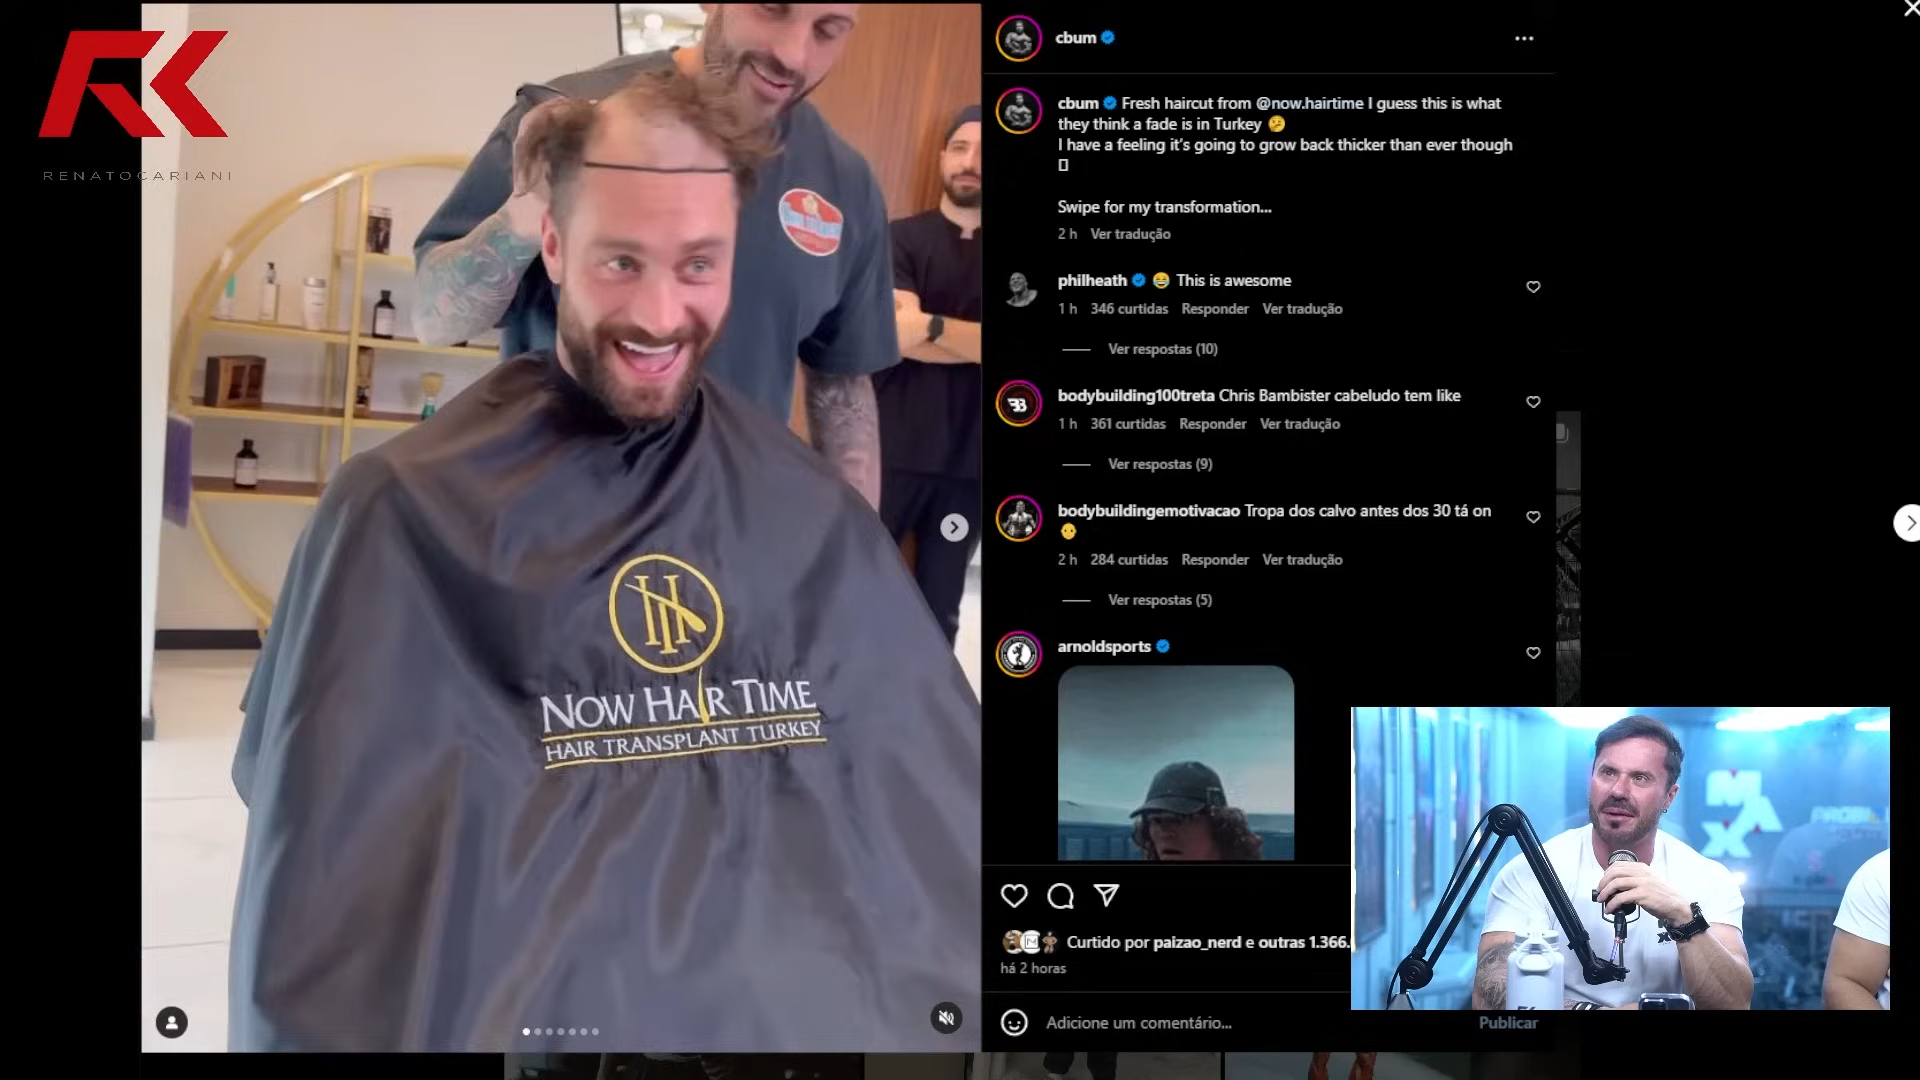 RENATOCARIANI
NOW HAIR TIME
HAIR TRANSPLANT TURKEY
cbum
cbum Fresh haircut from @now.hairtime I guess this is what
they think a fade is in Turkey 🤔
I have a feeling it's going to grow back thicker than ever though
Swipe for my transformation...
2 h Ver tradução
philheath 😂 This is awesome
1 h 346 curtidas Responder Ver tradução
Ver respostas (10)
bodybuilding100treta Chris Bambister cabeludo tem like
1 h 361 curtidas Responder Ver tradução
Ver respostas (9)
bodybuildingemotivacao Tropa dos calvo antes dos 30 tá on
👨‍🦲
2 h 284 curtidas Responder Ver tradução
Ver respostas (5)
arnoldsports
Curtido por paizao_nerd e outras 1.366.
há 2 horas
Adicione um comentário...
Publicar
MAX